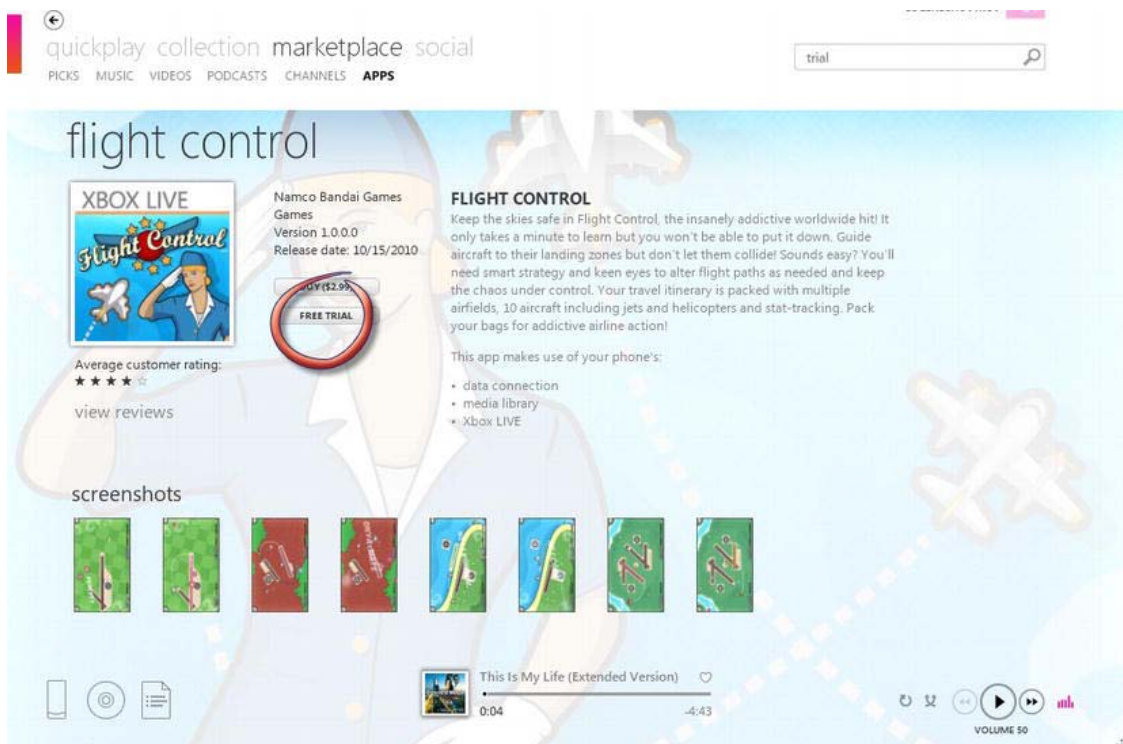 quickplay collection marketplace social
PICKS MUSIC VIDEOS PODCASTS CHANNELS APPS
trial
flight control
XBOX LIVE
Flight Control
Namco Bandai Games
Games
Version 1.0.0.0
Release date: 10/15/2010
BUY ($2.99)
FREE TRIAL
Average customer rating:
view reviews
FLIGHT CONTROL
Keep the skies safe in Flight Control, the insanely addictive worldwide hit! It
only takes a minute to learn but you won't be able to put it down. Guide
aircraft to their landing zones but don't let them collide! Sounds easy? You'll
need smart strategy and keen eyes to alter flight paths as needed and keep
the chaos under control. Your travel itinerary is packed with multiple
airfields, 10 aircraft including jets and helicopters and stat-tracking. Pack
your bags for addictive airline action!
This app makes use of your phone's:
• data connection
• media library
• Xbox LIVE
screenshots
This Is My Life (Extended Version)
0:04
-4:43
VOLUME 50